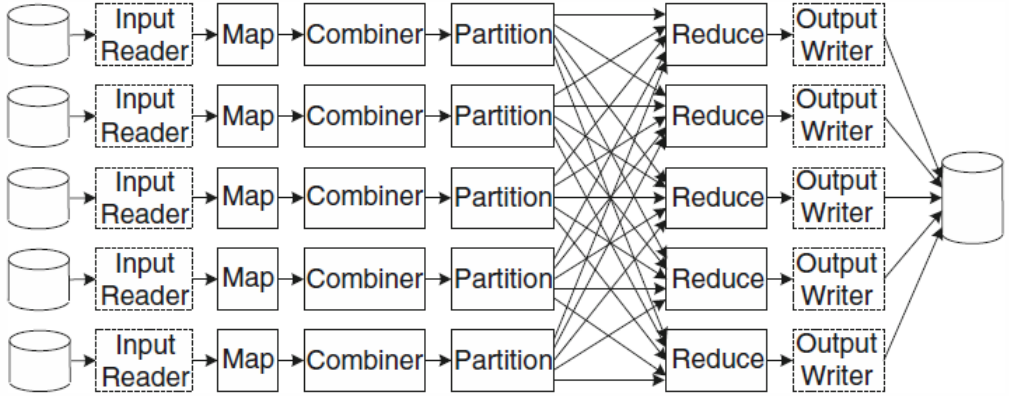 Input
Reader
Map
Combiner
Partition
Reduce
Output
Writer
Input
Reader
Map
Combiner
Partition
Reduce
Output
Writer
Input
Reader
Map
Combiner
Partition
Reduce
Output
Writer
Input
Reader
Map
Combiner
Partition
Reduce
Output
Writer
Input
Reader
Map
Combiner
Partition
Reduce
Output
Writer